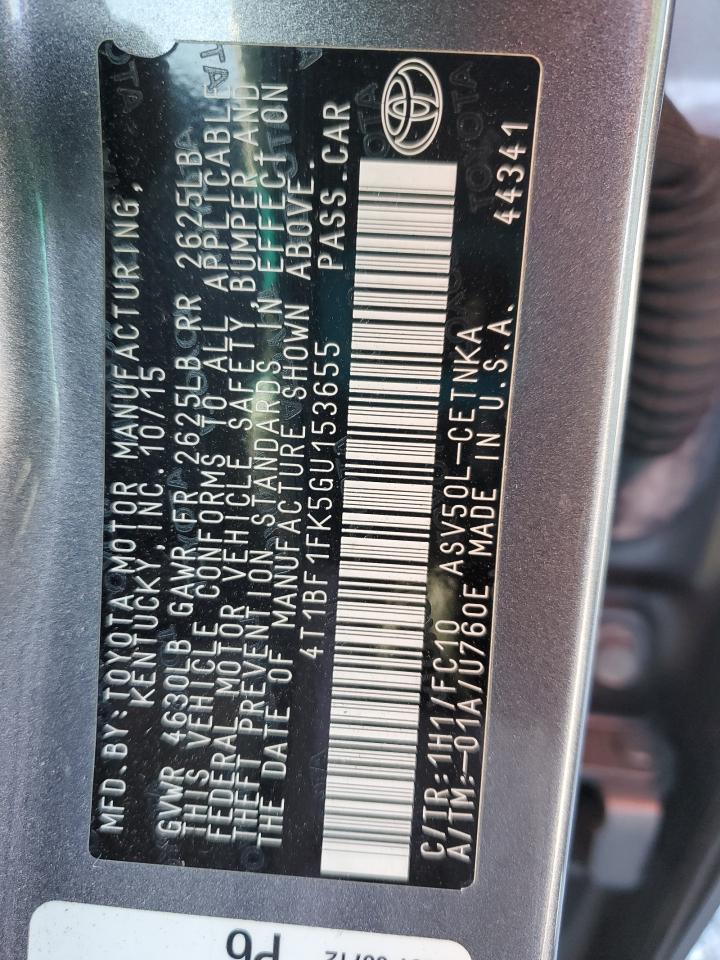 MFD.BY:TOYOTA MOTOR MANUFACTURING,
KENTUCKY,INC.10/15
GVWR 4630LB GAWR FR 2625LB RR 2625LB
THIS VEHICLE CONFORMS TO ALL APPLICABLE
FEDERAL MOTOR VEHICLE SAFETY,BUMPER AND
THEFT PREVENTION STANDARDS IN EFFECT ON
THE DATE OF MANUFACTURE SHOWN ABOVE.
4T1BF1FK5GU153655 PASS.CAR
C/TR:1H1/FC10 ASV50L-CETNKA
A/TM:-01A/U760E MADE IN U.S.A. 44341
P6